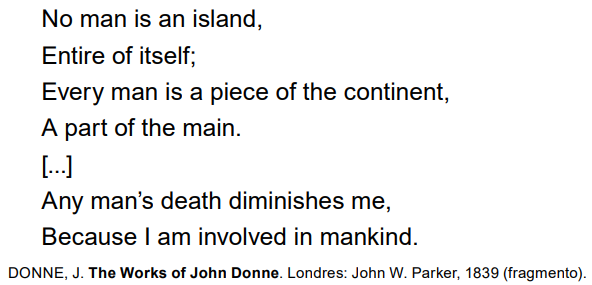 No man is an island,
Entire of itself;
Every man is a piece of the continent,
A part of the main.
[...]
Any man’s death diminishes me,
Because I am involved in mankind.
DONNE, J. The Works of John Donne. Londres: John W. Parker, 1839 (fragmento).